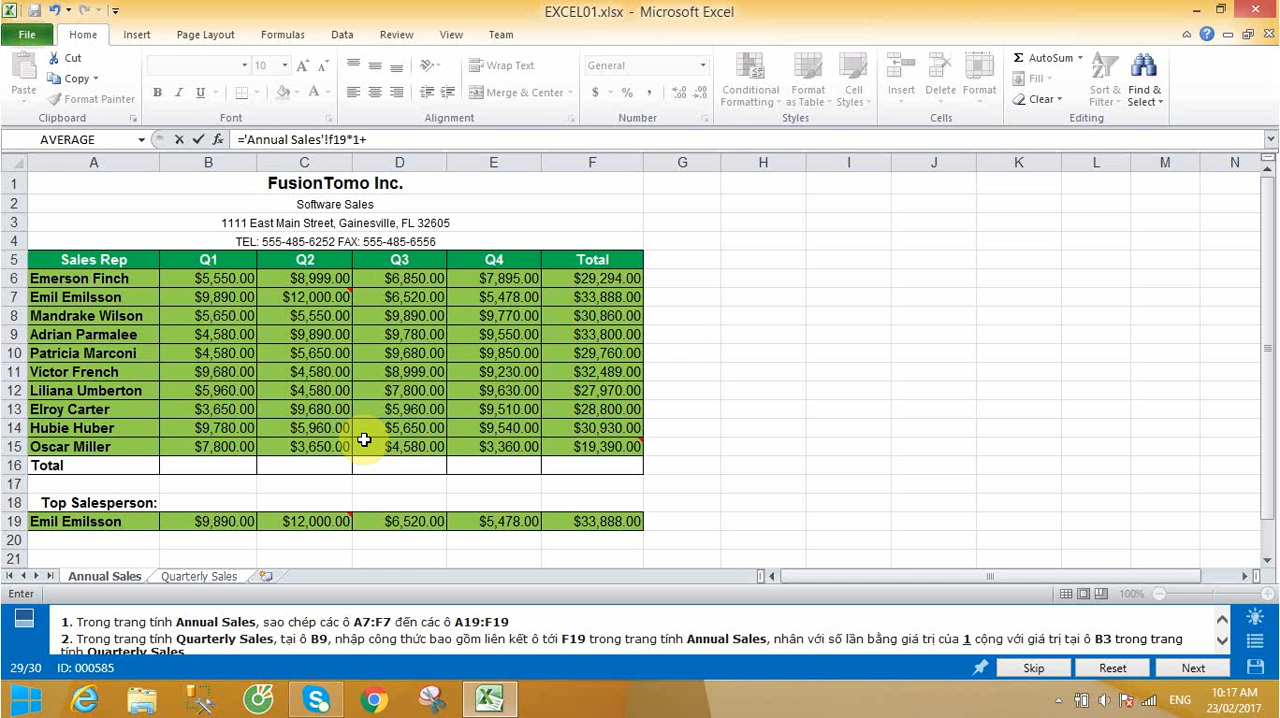 EXCEL01.xlsx - Microsoft Excel
File Home Insert Page Layout Formulas Data Review View Team
Cut
Copy
Format Painter
Paste
Clipboard
10
A A
B I U
Font
Wrap Text
Merge & Center
Alignment
General
$ % ,
Number
Conditional Formatting
Format as Table
Cell Styles
Styles
Insert Delete Format
Cells
Σ AutoSum
Fill
Clear
Sort & Filter
Find & Select
Editing
AVERAGE fx ='Annual Sales'!f19*1+
A B C D E F G H I J K L M N
1 FusionTomo Inc.
2 Software Sales
3 1111 East Main Street, Gainesville, FL 32605
4 TEL: 555-485-6252 FAX: 555-485-6556
5 Sales Rep Q1 Q2 Q3 Q4 Total
6 Emerson Finch $5,550.00 $8,999.00 $6,850.00 $7,895.00 $29,294.00
7 Emil Emilsson $9,890.00 $12,000.00 $6,520.00 $5,478.00 $33,888.00
8 Mandrake Wilson $5,650.00 $5,550.00 $9,890.00 $9,770.00 $30,860.00
9 Adrian Parmalee $4,580.00 $9,890.00 $9,780.00 $9,550.00 $33,800.00
10 Patricia Marconi $4,580.00 $5,650.00 $9,680.00 $9,850.00 $29,760.00
11 Victor French $9,680.00 $4,580.00 $8,999.00 $9,230.00 $32,489.00
12 Liliana Umberton $5,960.00 $4,580.00 $7,800.00 $9,630.00 $27,970.00
13 Elroy Carter $3,650.00 $9,680.00 $5,960.00 $9,510.00 $28,800.00
14 Hubie Huber $9,780.00 $5,960.00 $5,650.00 $9,540.00 $30,930.00
15 Oscar Miller $7,800.00 $3,650.00 $4,580.00 $3,360.00 $19,390.00
16 Total
17
18 Top Salesperson:
19 Emil Emilsson $9,890.00 $12,000.00 $6,520.00 $5,478.00 $33,888.00
20
21
Annual Sales Quarterly Sales
Enter 100%
1. Trong trang tính Annual Sales, sao chép các ô A7:F7 đến các ô A19:F19
2. Trong trang tính Quarterly Sales, tại ô B9, nhập công thức bao gồm liên kết ô tới F19 trong trang tính Annual Sales, nhân với số lần bằng giá trị của 1 cộng với giá trị tại ô B3 trong trang
tính Quarterly Sales
29/30 ID: 000585 Skip Reset Next
ENG 10:17 AM
23/02/2017